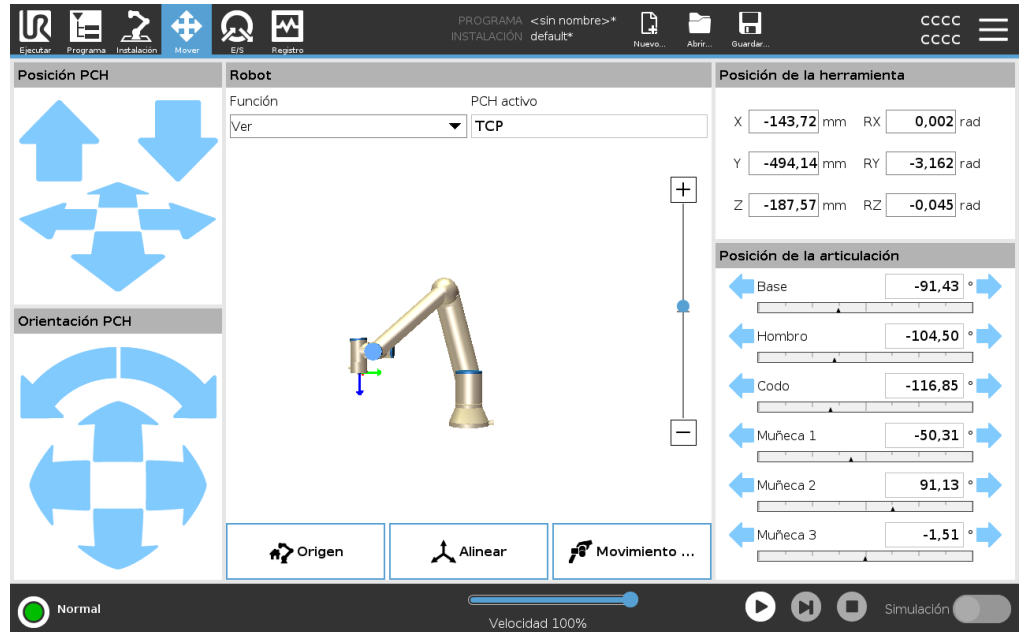 UR
PROGRAMA <sin nombre>*
INSTALACIÓN default*
CCCC
CCCC
Ejecutar Programa Instalación Mover E/S Registro Nuevo... Abrir... Guardar...
Posición PCH
Robot
Posición de la herramienta
Función
PCH activo
Ver
TCP
X -143,72 mm RX 0,002 rad
Y -494,14 mm RY -3,162 rad
Z -187,57 mm RZ -0,045 rad
Posición de la articulación
Base -91,43 °
Hombro -104,50 °
Codo -116,85 °
Muñeca 1 -50,31 °
Muñeca 2 91,13 °
Muñeca 3 -1,51 °
Orientación PCH
Origen
Alinear
Movimiento ...
Normal
Velocidad 100%
Simulación